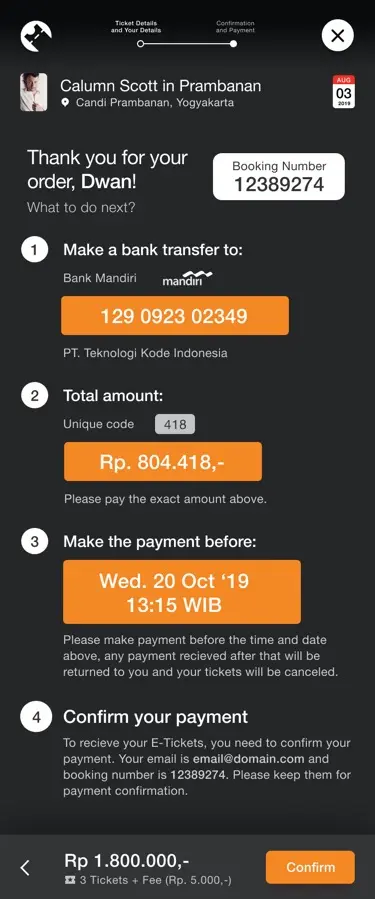 Ticket Details
and Your Details
Confirmation
and Payment
Calumn Scott in Prambanan
Candi Prambanan, Yogyakarta
AUG
03
2019
Thank you for your
order, Dwan!
What to do next?
Booking Number
12389274
1
Make a bank transfer to:
Bank Mandiri
mandırı
129 0923 02349
PT. Teknologi Kode Indonesia
2
Total amount:
Unique code
418
Rp. 804.418,-
Please pay the exact amount above.
3
Make the payment before:
Wed. 20 Oct ‘19
13:15 WIB
Please make payment before the time and date
above, any payment recieved after that will be
returned to you and your tickets will be canceled.
4
Confirm your payment
To recieve your E-Tickets, you need to confirm your
payment. Your email is email@domain.com and
booking number is 12389274. Please keep them for
payment confirmation.
Rp 1.800.000,-
3 Tickets + Fee (Rp. 5.000,-)
Confirm